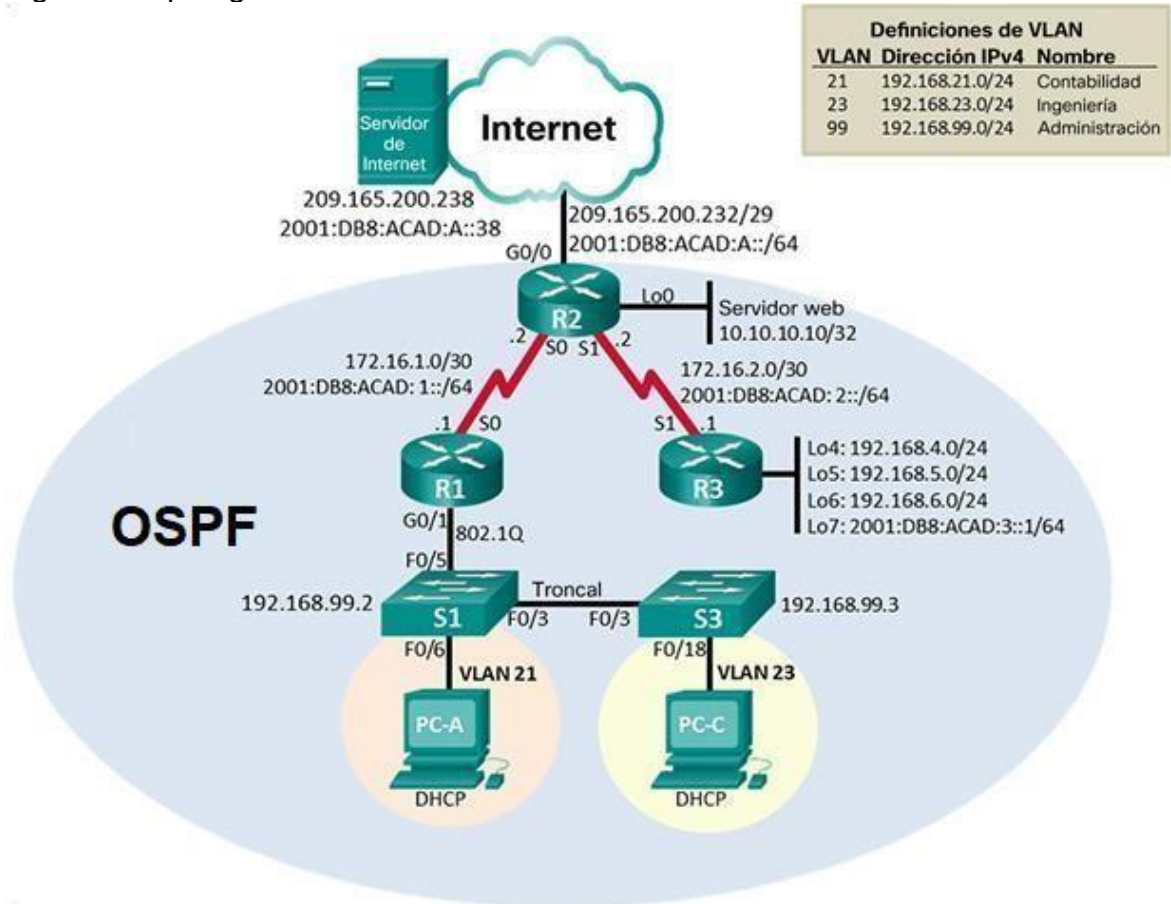 Definiciones de VLAN
VLAN Dirección IPv4 Nombre
21 192.168.21.0/24 Contabilidad
23 192.168.23.0/24 Ingeniería
99 192.168.99.0/24 Administración
Servidor
de
Internet
Internet
209.165.200.238
2001:DB8:ACAD:A::38
209.165.200.232/29
2001:DB8:ACAD:A::/64
G0/0
R2
Lo0
Servidor web
10.10.10.10/32
.2
S0
S1
.2
172.16.1.0/30
2001:DB8:ACAD: 1::/64
172.16.2.0/30
2001:DB8:ACAD: 2::/64
.1
S0
S1
.1
R1
R3
Lo4: 192.168.4.0/24
Lo5: 192.168.5.0/24
Lo6: 192.168.6.0/24
Lo7: 2001:DB8:ACAD:3::1/64
OSPF
G0/1
802.1Q
F0/5
192.168.99.2
S1
F0/3
Troncal
F0/3
S3
192.168.99.3
F0/6
VLAN 21
F0/18
VLAN 23
PC-A
DHCP
PC-C
DHCP